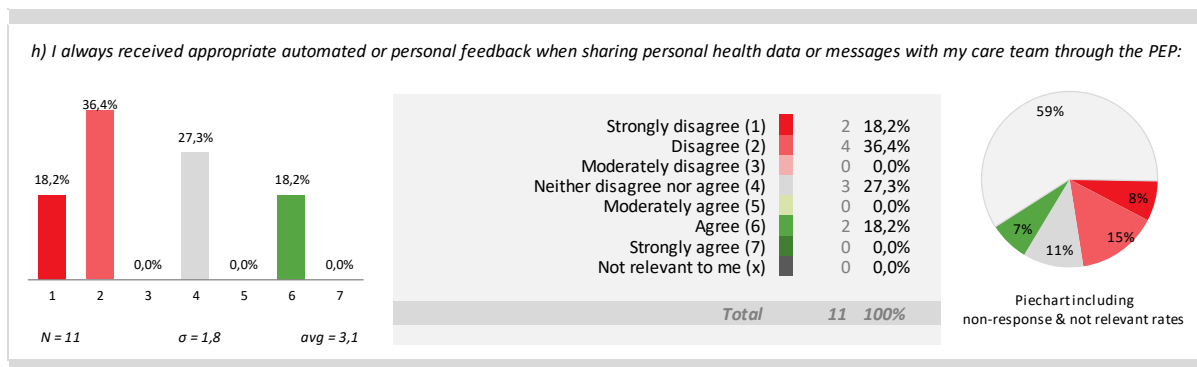 h) I always received appropriate automated or personal feedback when sharing personal health data or messages with my care team through the PEP:
36,4%
27,3%
18,2%
18,2%
0,0%
0,0%
0,0%
1 2 3 4 5 6 7
N = 11 σ = 1,8 avg = 3,1
Strongly disagree (1) 2 18,2%
Disagree (2) 4 36,4%
Moderately disagree (3) 0 0,0%
Neither disagree nor agree (4) 3 27,3%
Moderately agree (5) 0 0,0%
Agree (6) 2 18,2%
Strongly agree (7) 0 0,0%
Not relevant to me (x) 0 0,0%
Total 11 100%
59%
8%
15%
11%
7%
Piechart including
non-response & not relevant rates